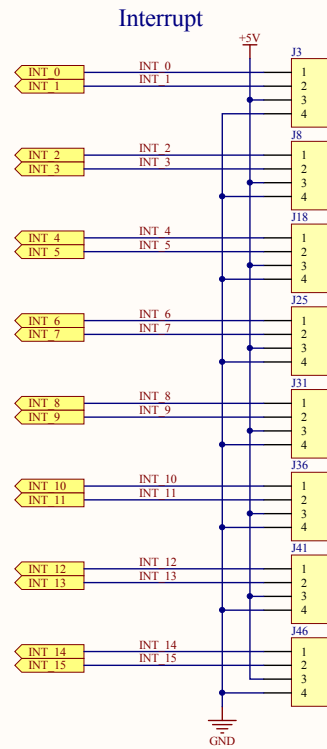 Interrupt
+5V
J3
INT_0 INT_0 1
INT_1 INT_1 2
3
4
J8
INT_2 INT_2 1
INT_3 INT_3 2
3
4
J18
INT_4 INT_4 1
INT_5 INT_5 2
3
4
J25
INT_6 INT_6 1
INT_7 INT_7 2
3
4
J31
INT_8 INT_8 1
INT_9 INT_9 2
3
4
J36
INT_10 INT_10 1
INT_11 INT_11 2
3
4
J41
INT_12 INT_12 1
INT_13 INT_13 2
3
4
J46
INT_14 INT_14 1
INT_15 INT_15 2
3
4
GND